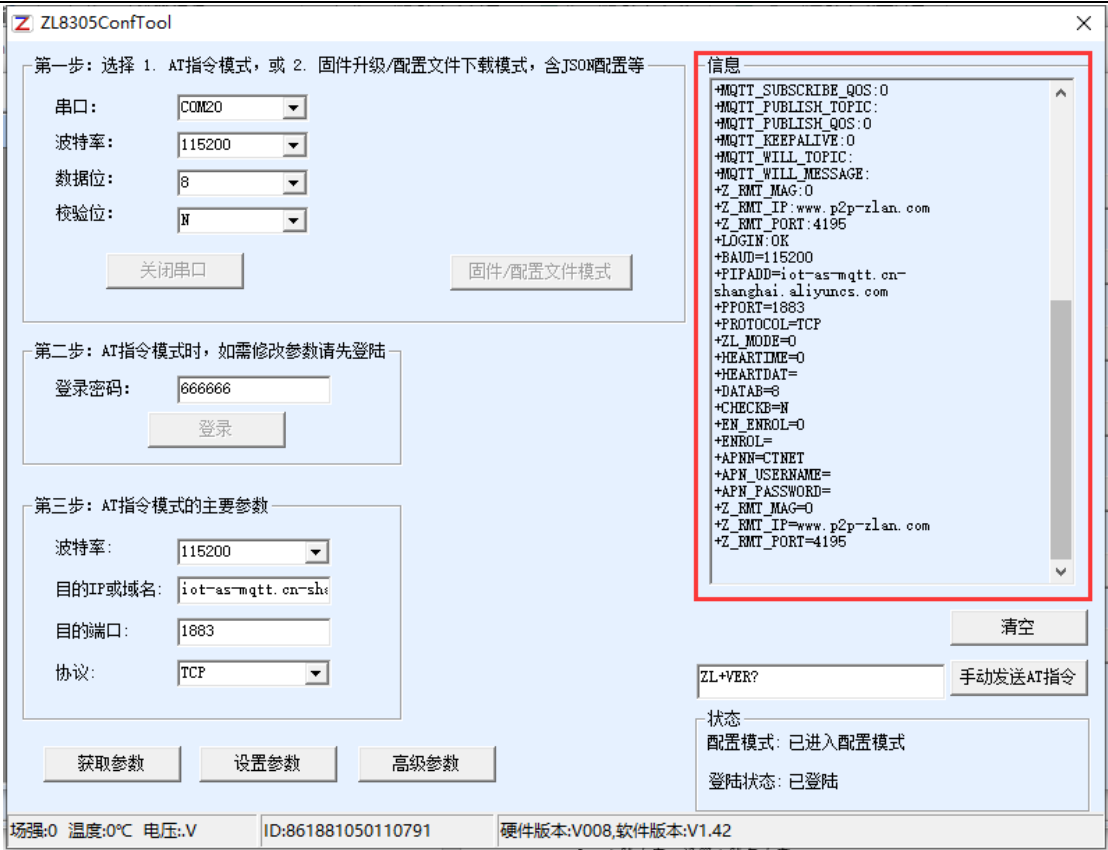 ZL8305ConfTool
第一步：选择 1. AT指令模式，或 2. 固件升级/配置文件下载模式，含JSON配置等
串口：
COM20
波特率：
115200
数据位：
8
校验位：
N
关闭串口
固件/配置文件模式
第二步：AT指令模式时，如需修改参数请先登陆
登录密码：
666666
登录
第三步：AT指令模式的主要参数
波特率:
115200
目的IP或域名:
iot-as-mqtt.cn-sha
目的端口:
1883
协议:
TCP
获取参数
设置参数
高级参数
信息
+MQTT_SUBSCRIBE_QOS:0
+MQTT_PUBLISH_TOPIC:
+MQTT_PUBLISH_QOS:0
+MQTT_KEEPALIVE:0
+MQTT_WILL_TOPIC:
+MQTT_WILL_MESSAGE:
+Z_RMT_MAG:0
+Z_RMT_IP:www.p2p-zlan.com
+Z_RMT_PORT:4195
+LOGIN:OK
+BAUD=115200
+PIPADD=iot-as-mqtt.cn-
shanghai.aliyuncs.com
+PPORT=1883
+PROTOCOL=TCP
+ZL_MODE=0
+HEARTIME=0
+HEARTDAT=
+DATAB=8
+CHECKB=N
+EN_ENROL=0
+ENROL=
+APNN=CTNET
+APN_USERNAME=
+APN_PASSWORD=
+Z_RMT_MAG=0
+Z_RMT_IP=www.p2p-zlan.com
+Z_RMT_PORT=4195
清空
ZL+VER?
手动发送AT指令
状态
配置模式: 已进入配置模式
登陆状态: 已登陆
场强:0 温度:0℃ 电压:.V
ID:861881050110791
硬件版本:V008,软件版本:V1.42